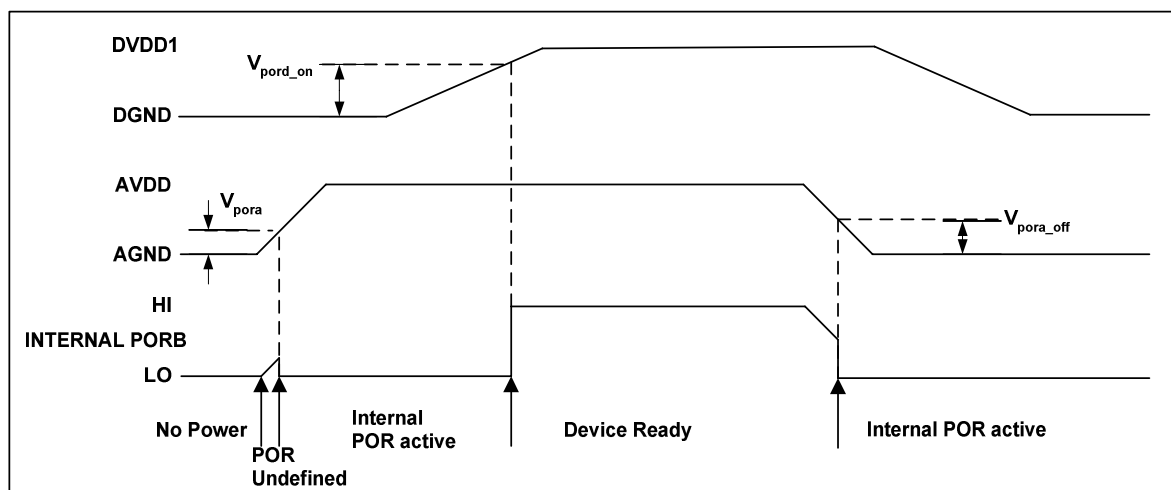 DVDD1
Vpord_on
DGND
AVDD
Vpora
Vpora_off
AGND
HI
INTERNAL PORB
LO
No Power
POR
Undefined
Internal
POR active
Device Ready
Internal POR active